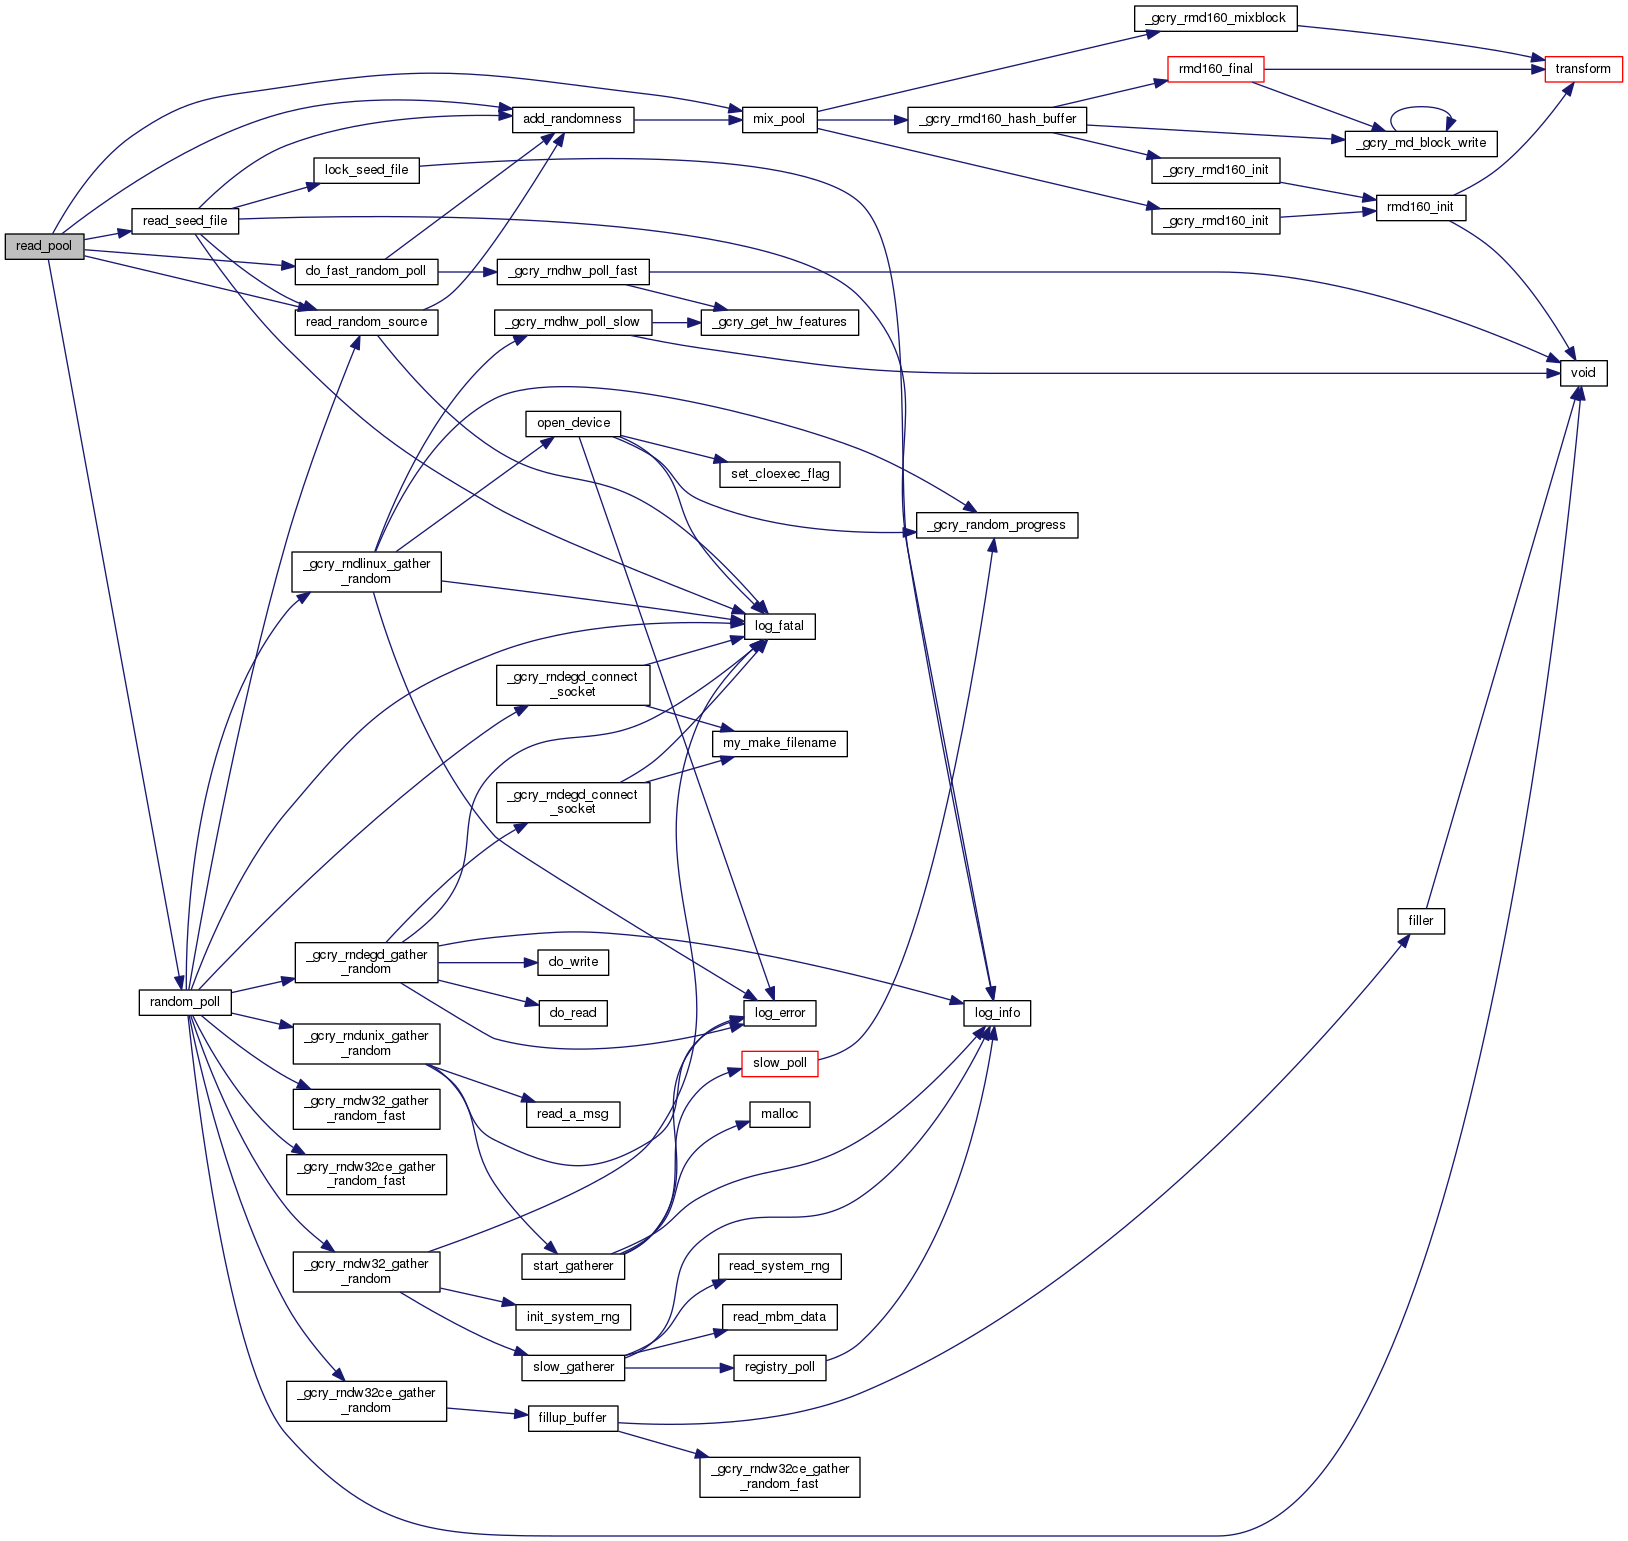 _gcry_rmd160_mixblock
rmd160_final
transform
add_randomness
mix_pool
_gcry_rmd160_hash_buffer
_gcry_md_block_write
lock_seed_file
_gcry_rmd160_init
read_seed_file
_gcry_rmd160_init
rmd160_init
read_pool
do_fast_random_poll
_gcry_rndhw_poll_fast
read_random_source
_gcry_rndhw_poll_slow
_gcry_get_hw_features
void
open_device
set_cloexec_flag
_gcry_random_progress
_gcry_rndlinux_gather
_random
log_fatal
_gcry_rndegd_connect
_socket
my_make_filename
_gcry_rndegd_connect
_socket
filler
_gcry_rndegd_gather
_random
do_write
random_poll
do_read
log_error
log_info
_gcry_rndunix_gather
_random
slow_poll
_gcry_rndw32_gather
_random_fast
read_a_msg
malloc
_gcry_rndw32ce_gather
_random_fast
_gcry_rndw32_gather
_random
start_gatherer
read_system_rng
init_system_rng
read_mbm_data
slow_gatherer
registry_poll
_gcry_rndw32ce_gather
_random
fillup_buffer
_gcry_rndw32ce_gather
_random_fast